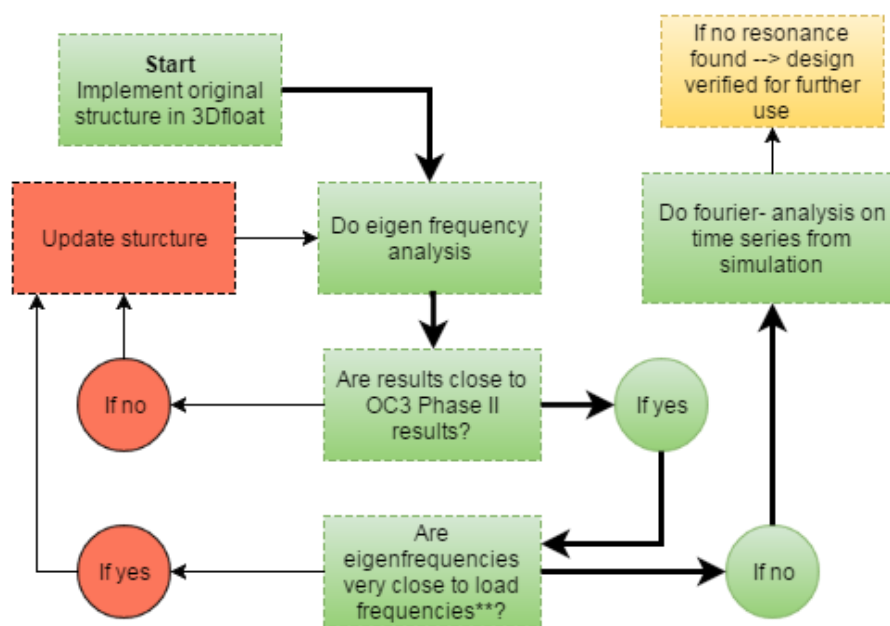 Start
Implement original
structure in 3Dfloat
If no resonance
found --> design
verified for further
use
Update sturcture
Do eigen frequency
analysis
Do fourier- analysis on
time series from
simulation
If no
Are results close to
OC3 Phase II
results?
If yes
If yes
Are
eigenfrequencies
very close to load
frequencies**?
If no